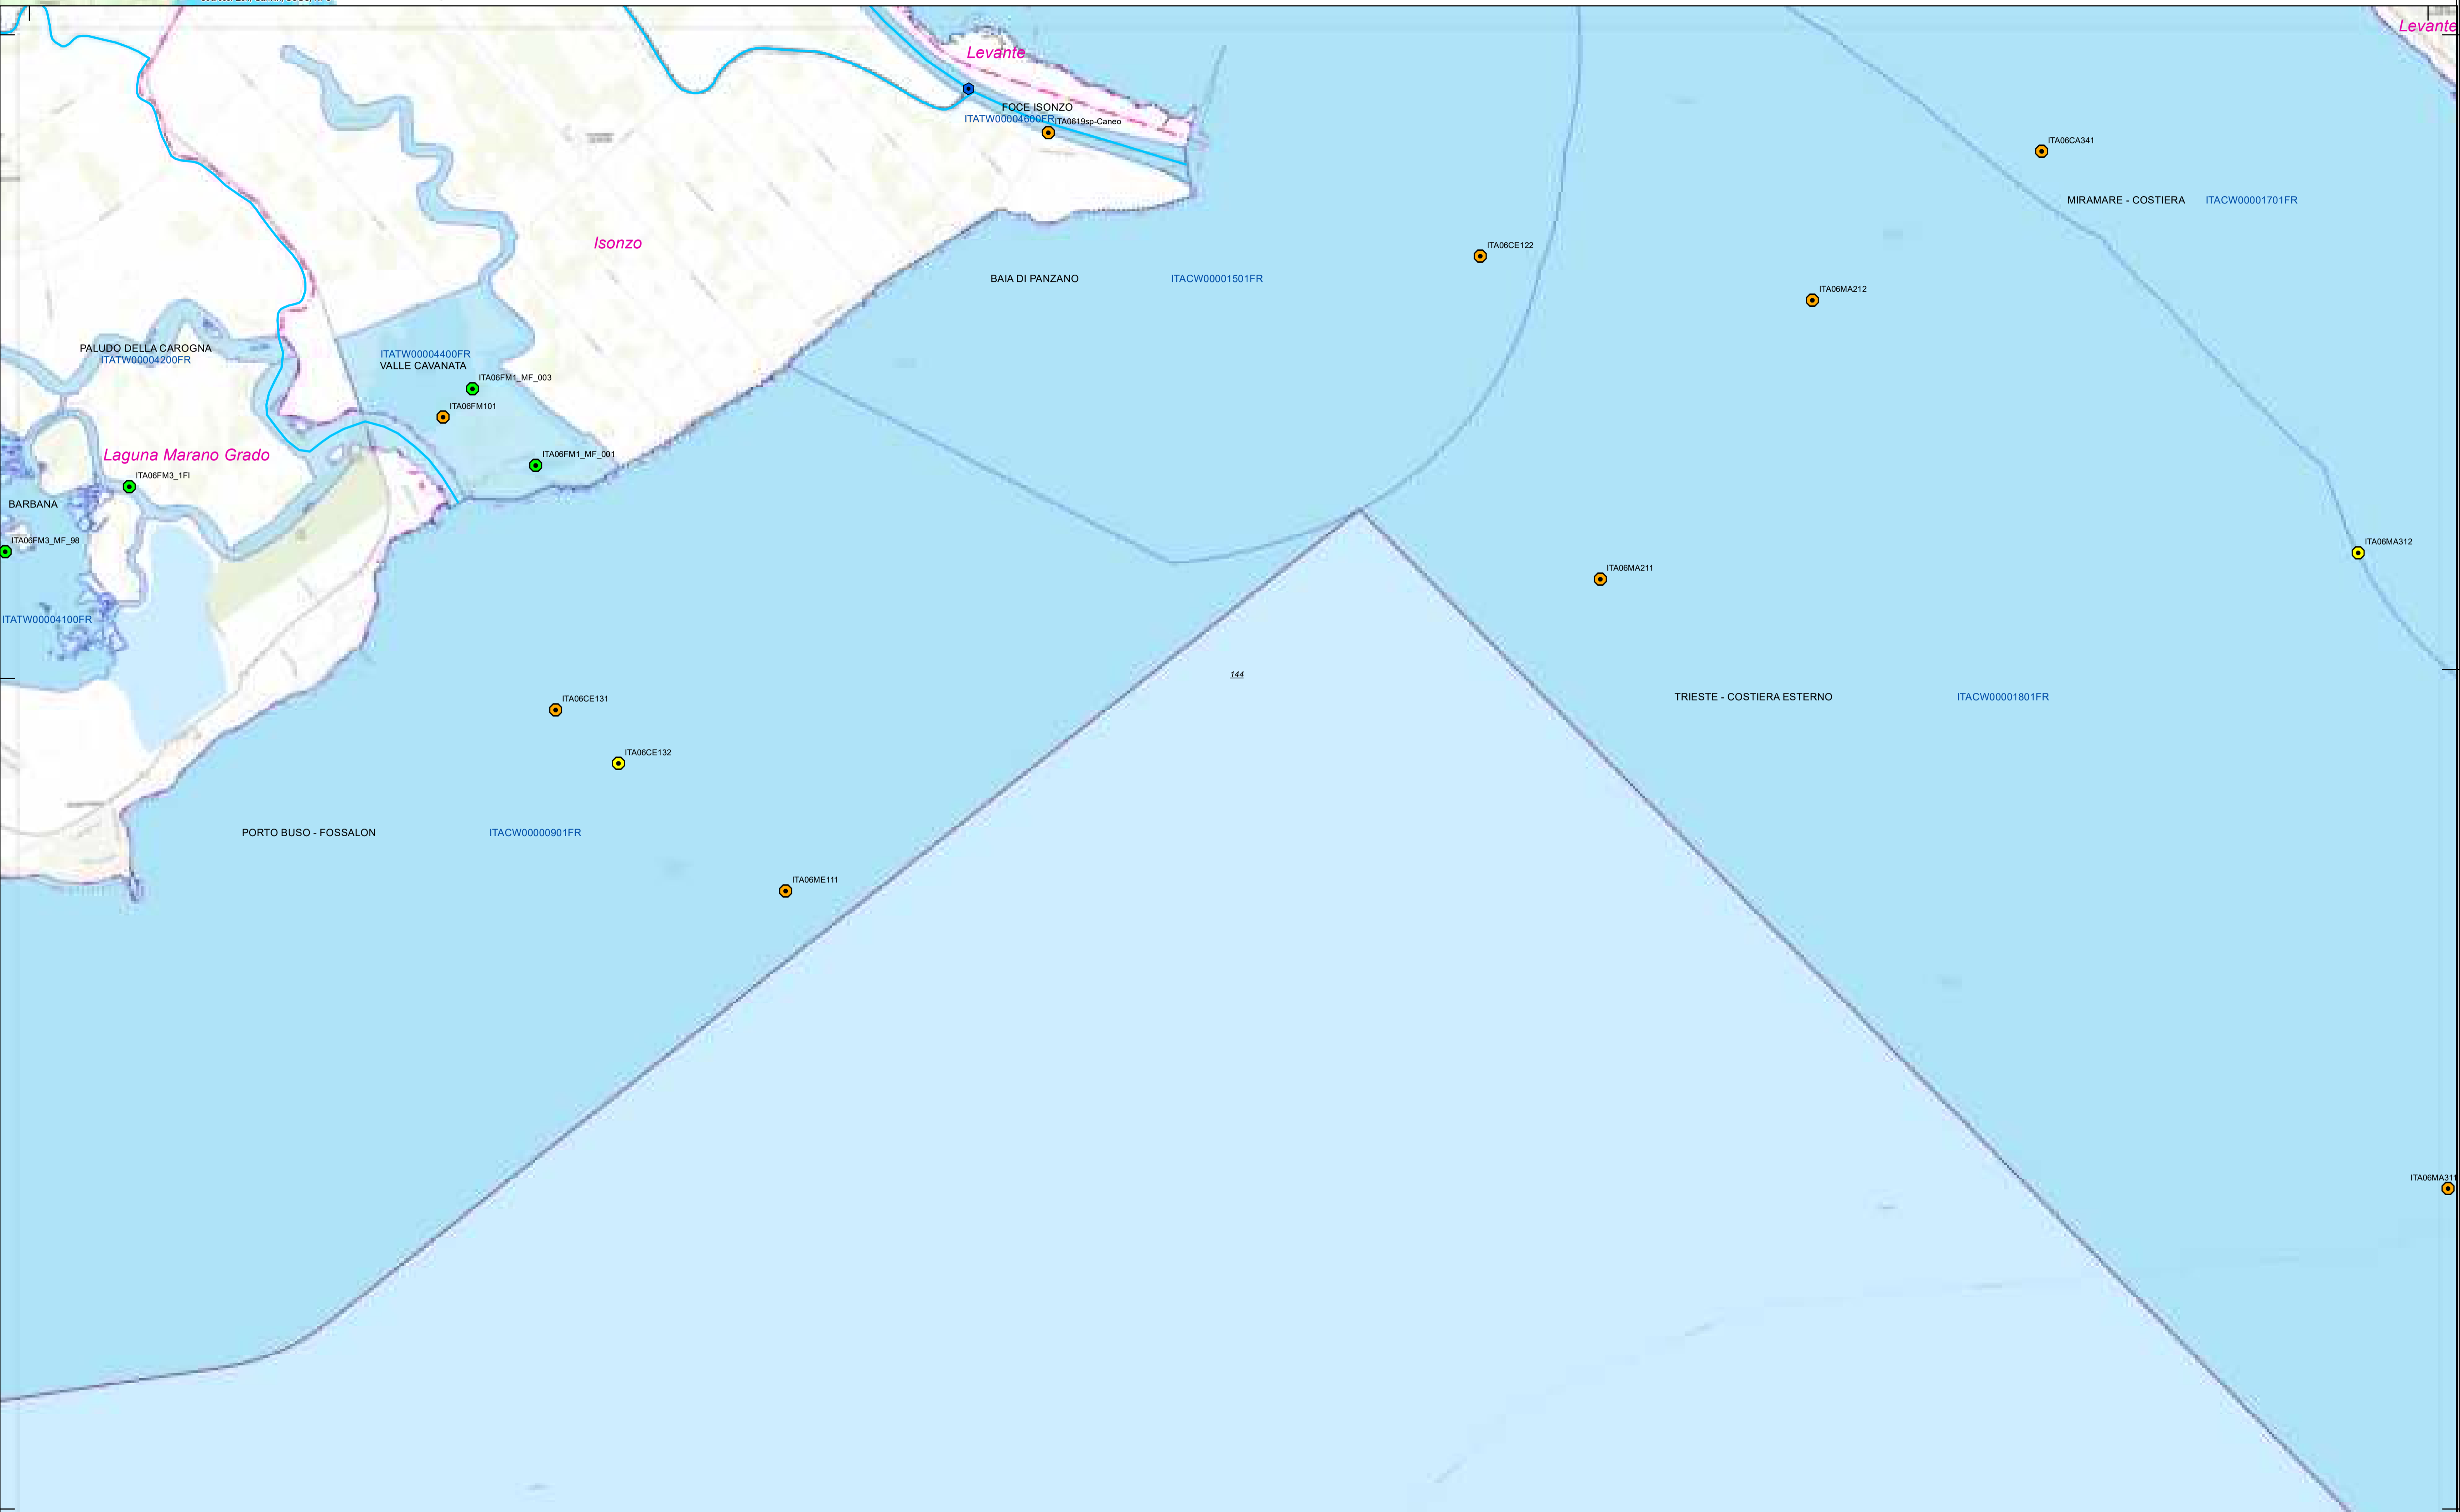 Levante
Levante
FOCE ISONZO
ITATW00004600FR
ITA0619sp-Caneo
ITA06CA341
MIRAMARE - COSTIERA ITACW00001701FR
Isonzo
ITA06CE122
BAIA DI PANZANO ITACW00001501FR
ITA06MA212
PALUDO DELLA CAROGNA
ITATW00004200FR
ITATW00004400FR
VALLE CAVANATA
ITA06FM1_MF_003
ITA06FM101
Laguna Marano Grado
ITA06FM1_MF_001
ITA06FM3_1FI
BARBANA
ITA06FM3_MF_98
ITA06MA312
ITA06MA211
ITATW00004100FR
144
ITA06CE131
TRIESTE - COSTIERA ESTERNO ITACW00001801FR
ITA06CE132
PORTO BUSO - FOSSALON ITACW00000901FR
ITA06ME111
ITA06MA311